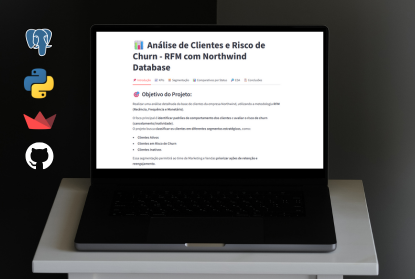 📊 Análise de Clientes e Risco de
Churn - RFM com Northwind
Database
Introdução KPIs Segmentação Comparativo por Países EDA Conclusões
🎯 Objetivo do Projeto:
Realizar uma análise detalhada da base de clientes da empresa Northwind, utilizando a metodologia RFM
(Recência, Frequência e Monetário).
O foco principal é identificar padrões de comportamento dos clientes e avaliar o risco de Churn
(cancelamento/inatividade).
O projeto busca classificar os clientes em diferentes segmentos estratégicos, como:
• Clientes Ativos
• Clientes em Risco de Churn
• Clientes Inativos
Essa segmentação permitirá ao time de Marketing e Vendas priorizar ações de retenção e
reengajamento.